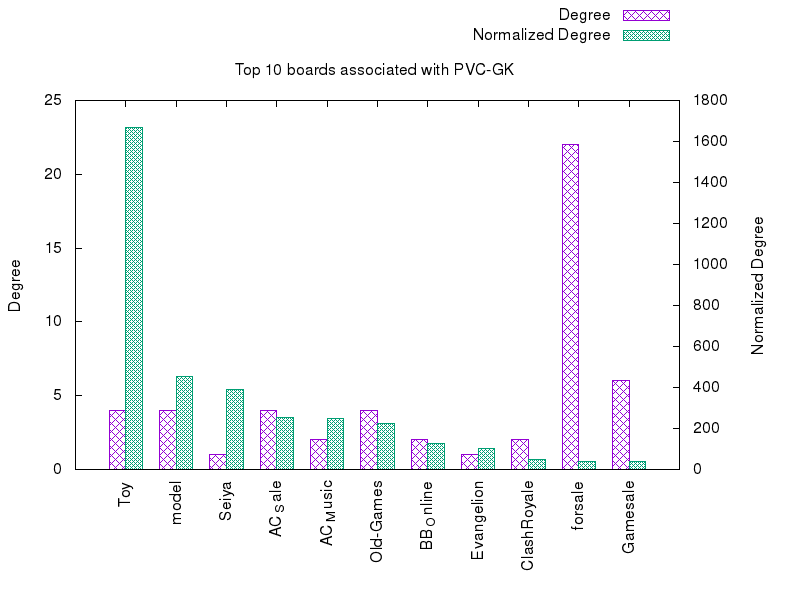 Degree
Normalized Degree
Top 10 boards associated with PVC-GK
25
20
15
10
5
0
Degree
1800
1600
1400
1200
1000
800
600
400
200
0
Normalized Degree
Toy
model
Seiya
ACSale
ACMusic
Old-Games
BBOnline
Evangelion
ClashRoyale
forsale
Gamesale